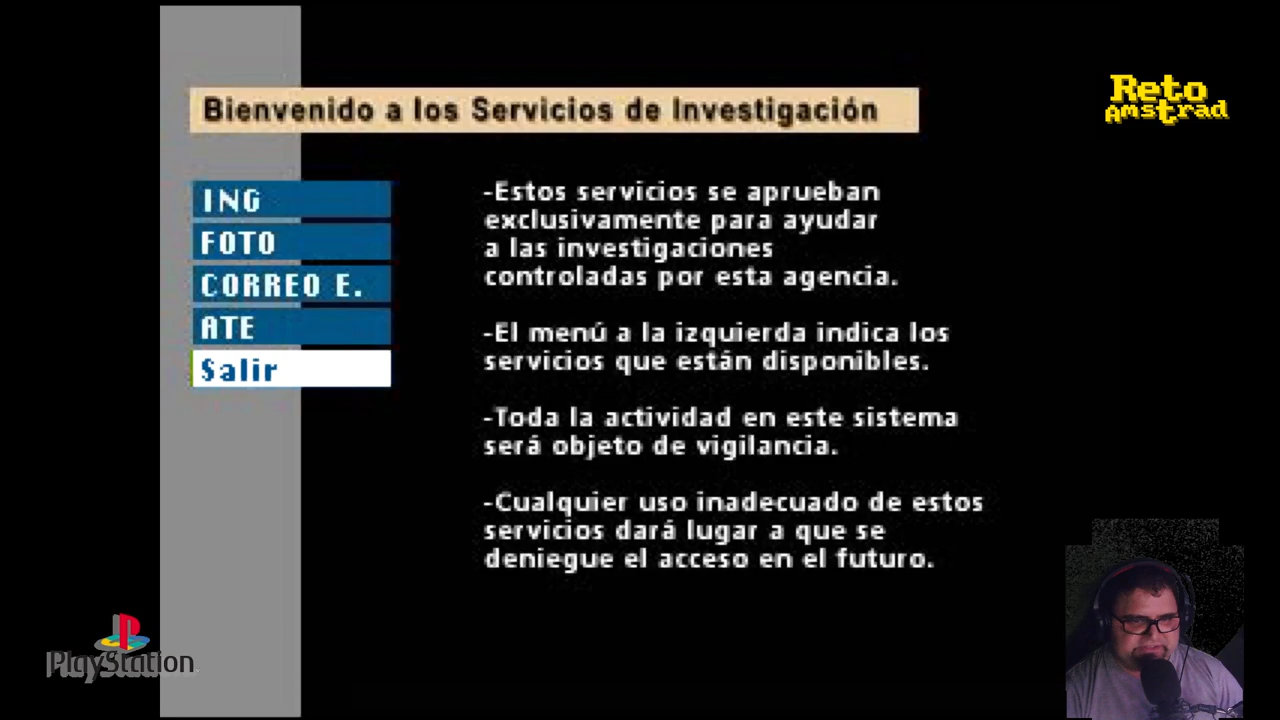 Reto
Amstrad
Bienvenido a los Servicios de Investigación
ING
FOTO
CORREO E.
ATE
Salir
-Estos servicios se aprueban
exclusivamente para ayudar
a las investigaciones
controladas por esta agencia.
-El menú a la izquierda indica los
servicios que están disponibles.
-Toda la actividad en este sistema
será objeto de vigilancia.
-Cualquier uso inadecuado de estos
servicios dará lugar a que se
deniegue el acceso en el futuro.
PlayStation